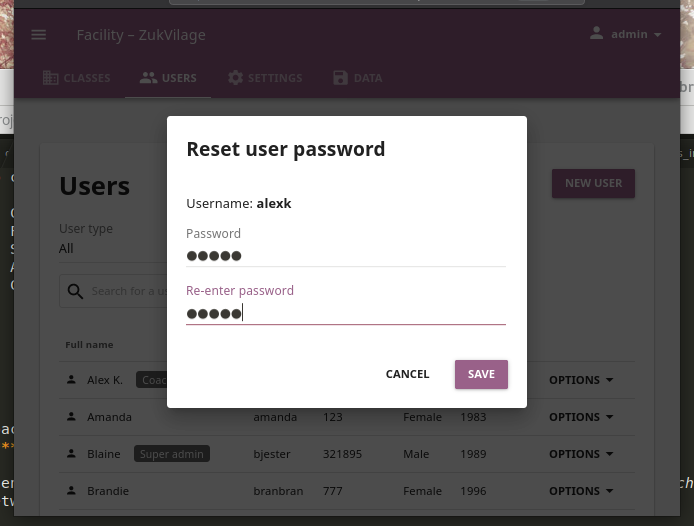 Facility – ZukVilage
admin
CLASSES USERS SETTINGS DATA
Reset user password
Users
NEW USER
Username: alexk
User type
Password
All
●●●●●
Re-enter password
Search for a
●●●●●
Full name
CANCEL SAVE
Alex K. Coac OPTIONS
Amanda amanda 123 Female 1983 OPTIONS
Blaine Super admin bjester 321895 Male 1989 OPTIONS
Brandie branbran 777 Female 1996 OPTIONS